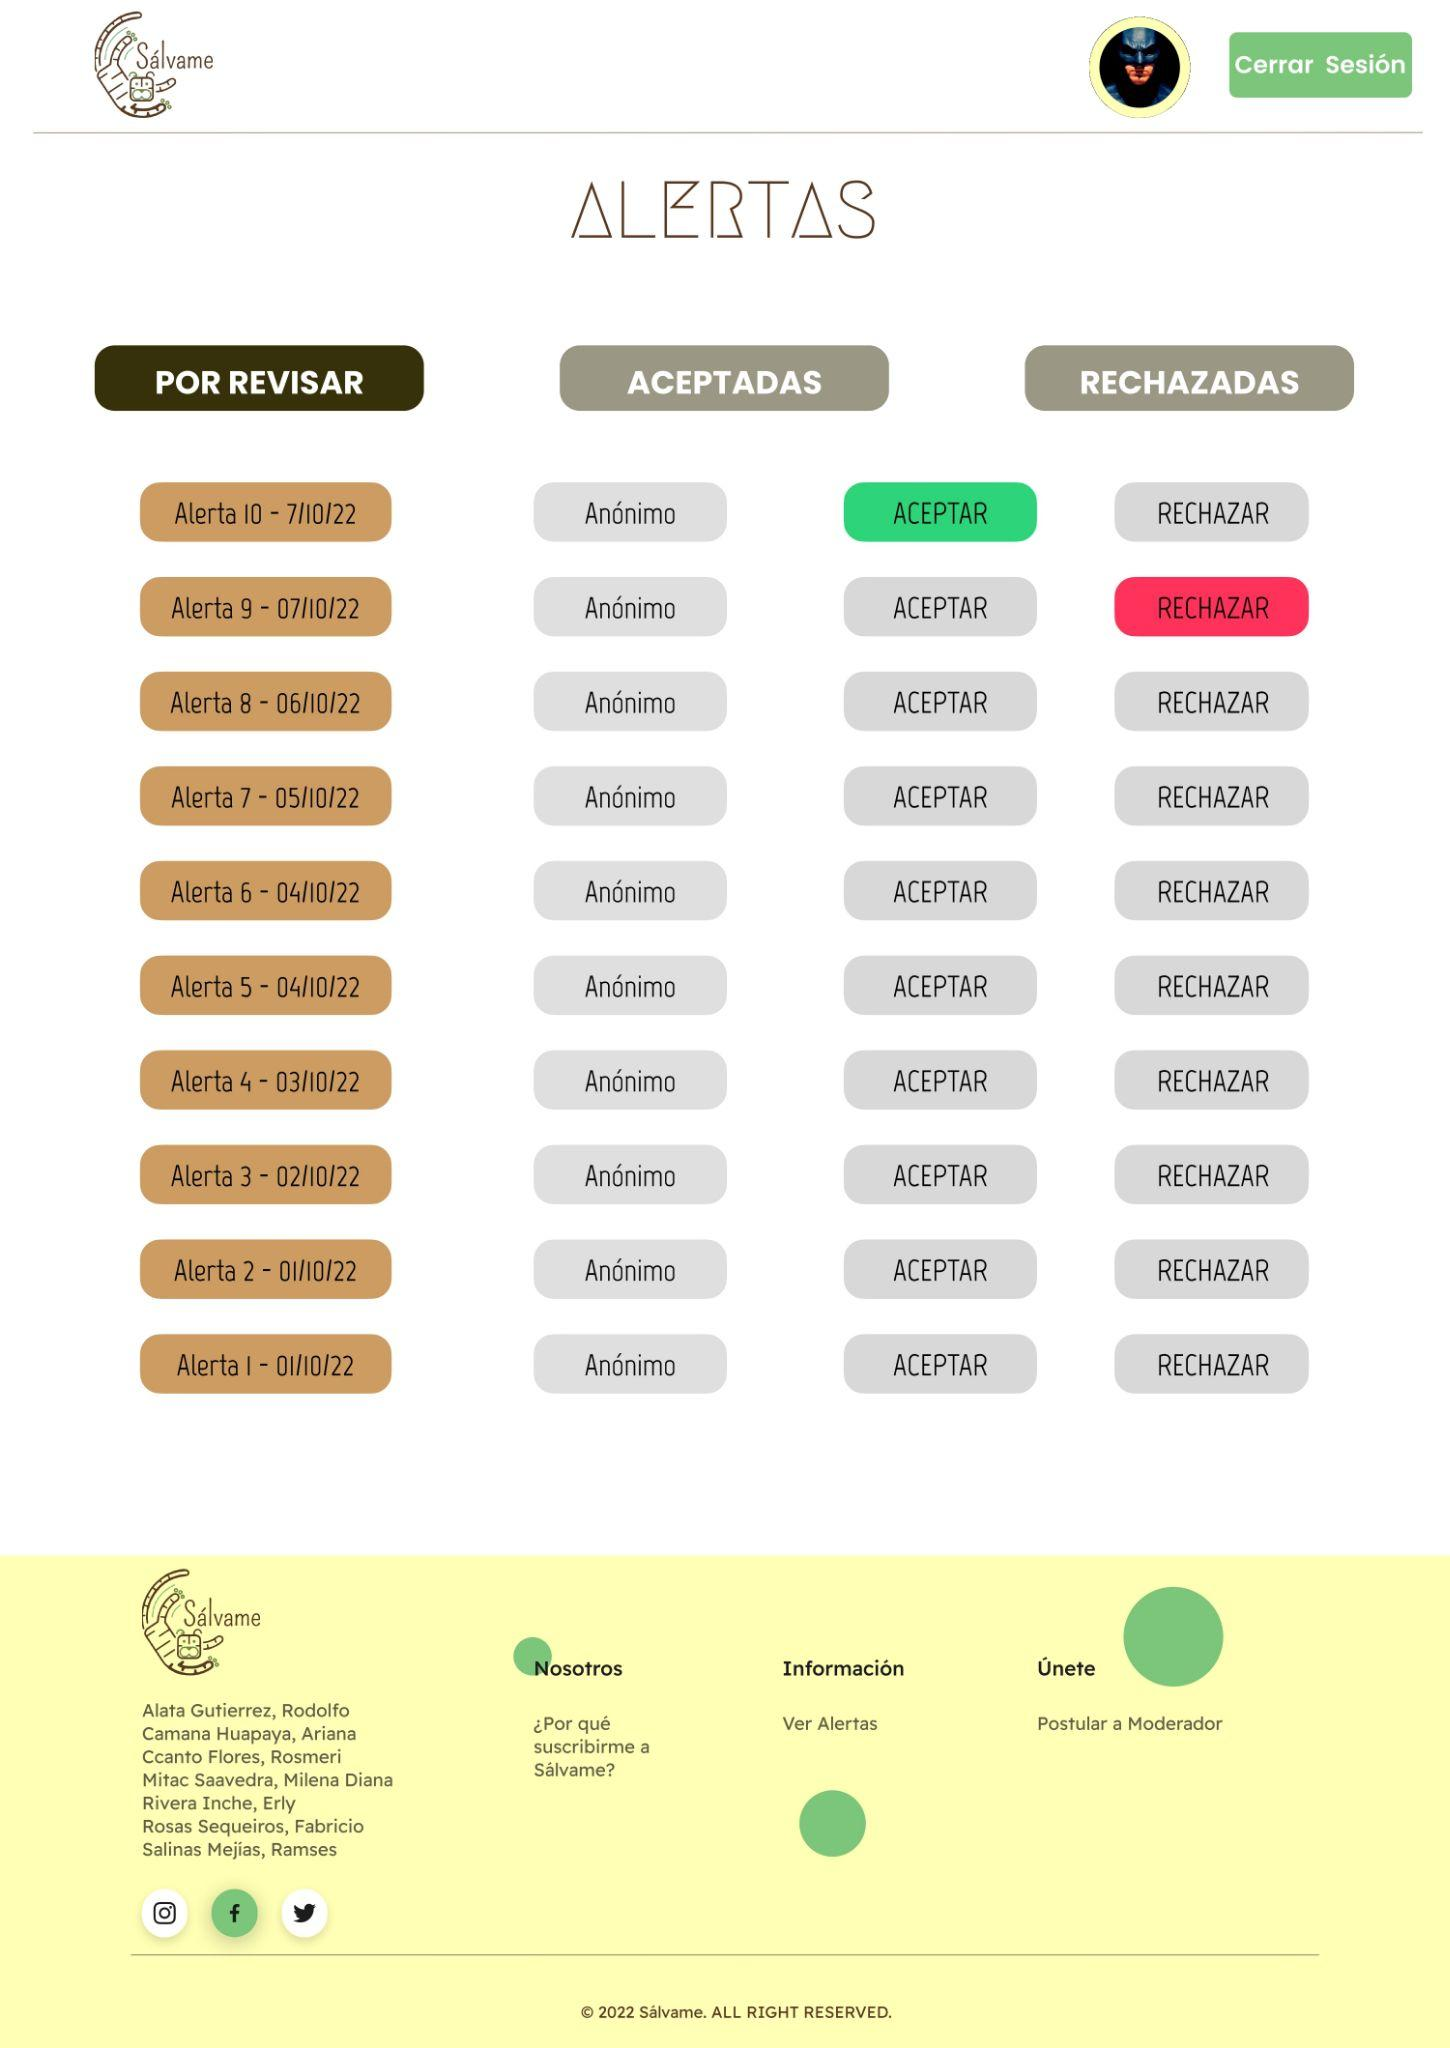 Sálvame
Cerrar Sesión
ALERTAS
POR REVISAR ACEPTADAS RECHAZADAS
Alerta 10 - 7/10/22 Anónimo ACEPTAR RECHAZAR
Alerta 9 - 07/10/22 Anónimo ACEPTAR RECHAZAR
Alerta 8 - 06/10/22 Anónimo ACEPTAR RECHAZAR
Alerta 7 - 05/10/22 Anónimo ACEPTAR RECHAZAR
Alerta 6 - 04/10/22 Anónimo ACEPTAR RECHAZAR
Alerta 5 - 04/10/22 Anónimo ACEPTAR RECHAZAR
Alerta 4 - 03/10/22 Anónimo ACEPTAR RECHAZAR
Alerta 3 - 02/10/22 Anónimo ACEPTAR RECHAZAR
Alerta 2 - 01/10/22 Anónimo ACEPTAR RECHAZAR
Alerta 1 - 01/10/22 Anónimo ACEPTAR RECHAZAR
Sálvame
Alata Gutierrez, Rodolfo
Camana Huapaya, Ariana
Ccanto Flores, Rosmeri
Mitac Saavedra, Milena Diana
Rivera Inche, Erly
Rosas Sequeiros, Fabricio
Salinas Mejías, Ramses
Nosotros
¿Por qué
suscribirme a
Sálvame?
Información
Ver Alertas
Únete
Postular a Moderador
© 2022 Sálvame. ALL RIGHT RESERVED.